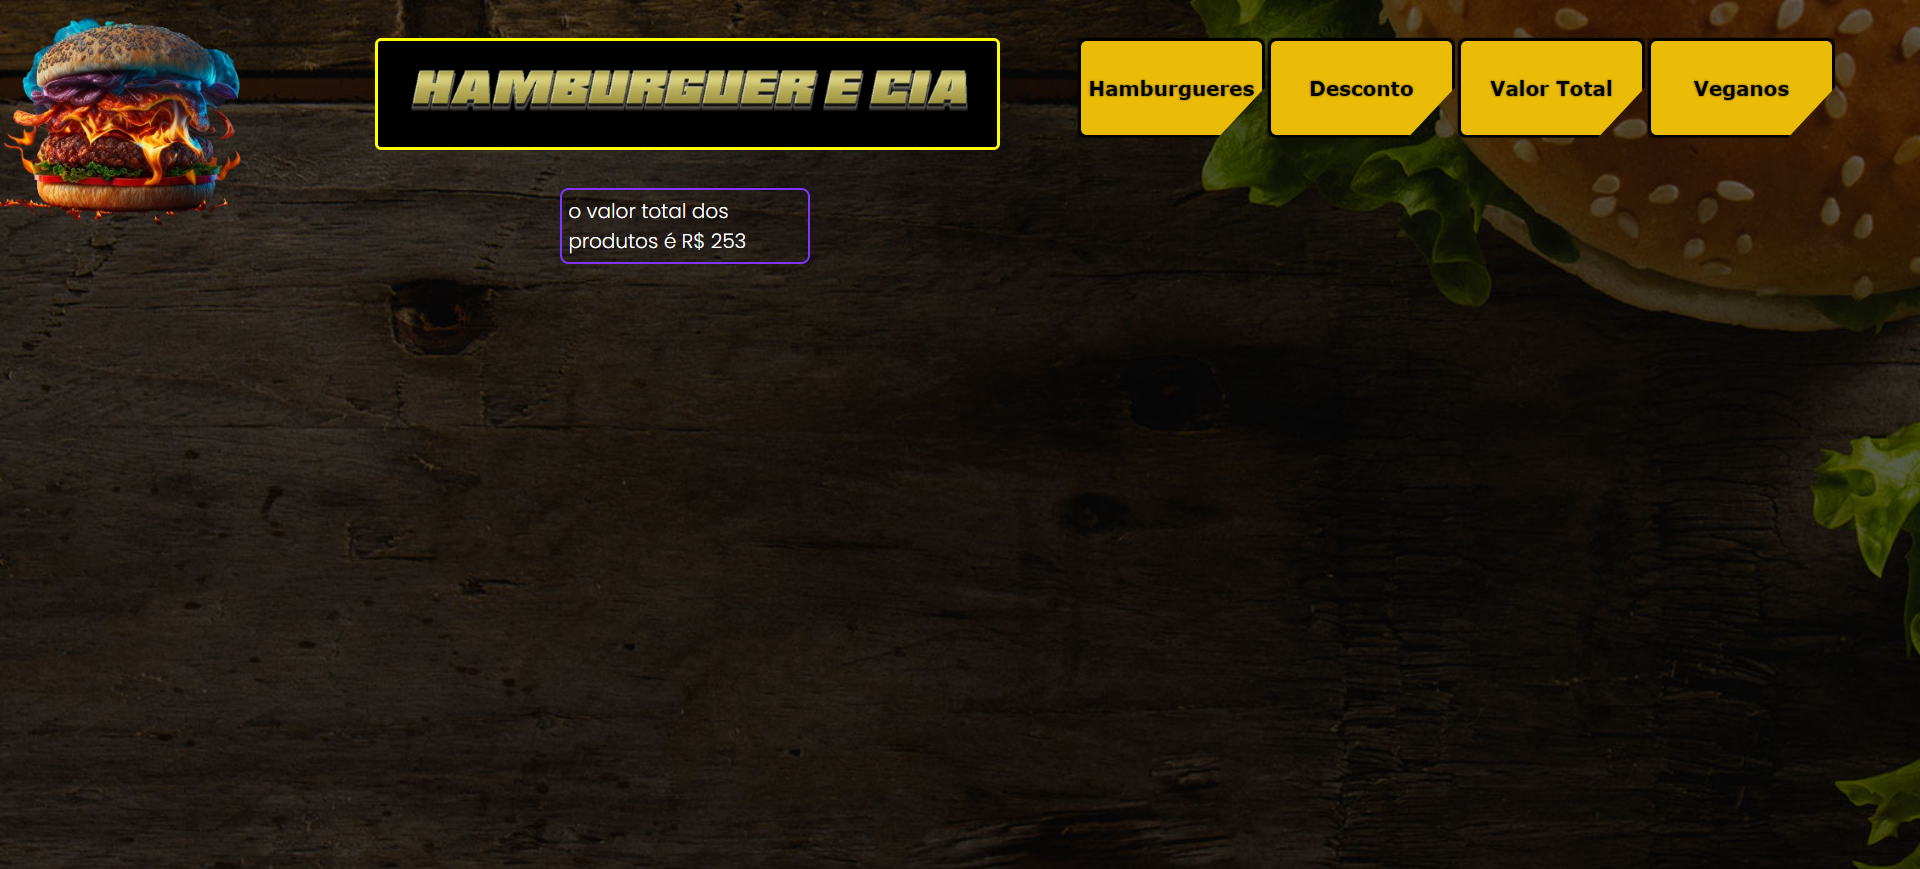 HAMBURGUER E CIA
Hamburgueres
Desconto
Valor Total
Veganos
o valor total dos
produtos é R$ 253